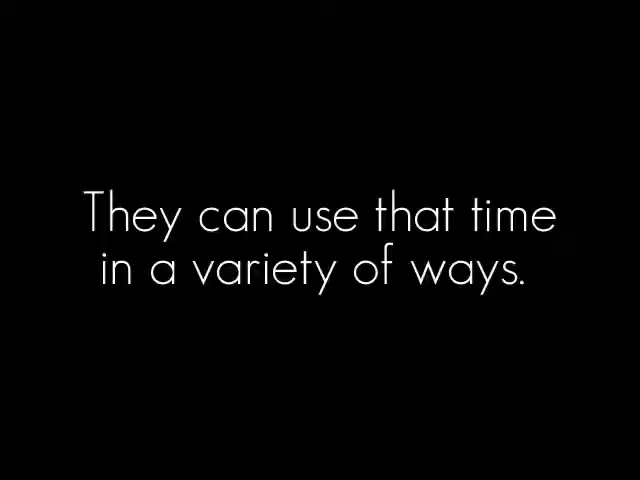 They can use that time
in a variety of ways.